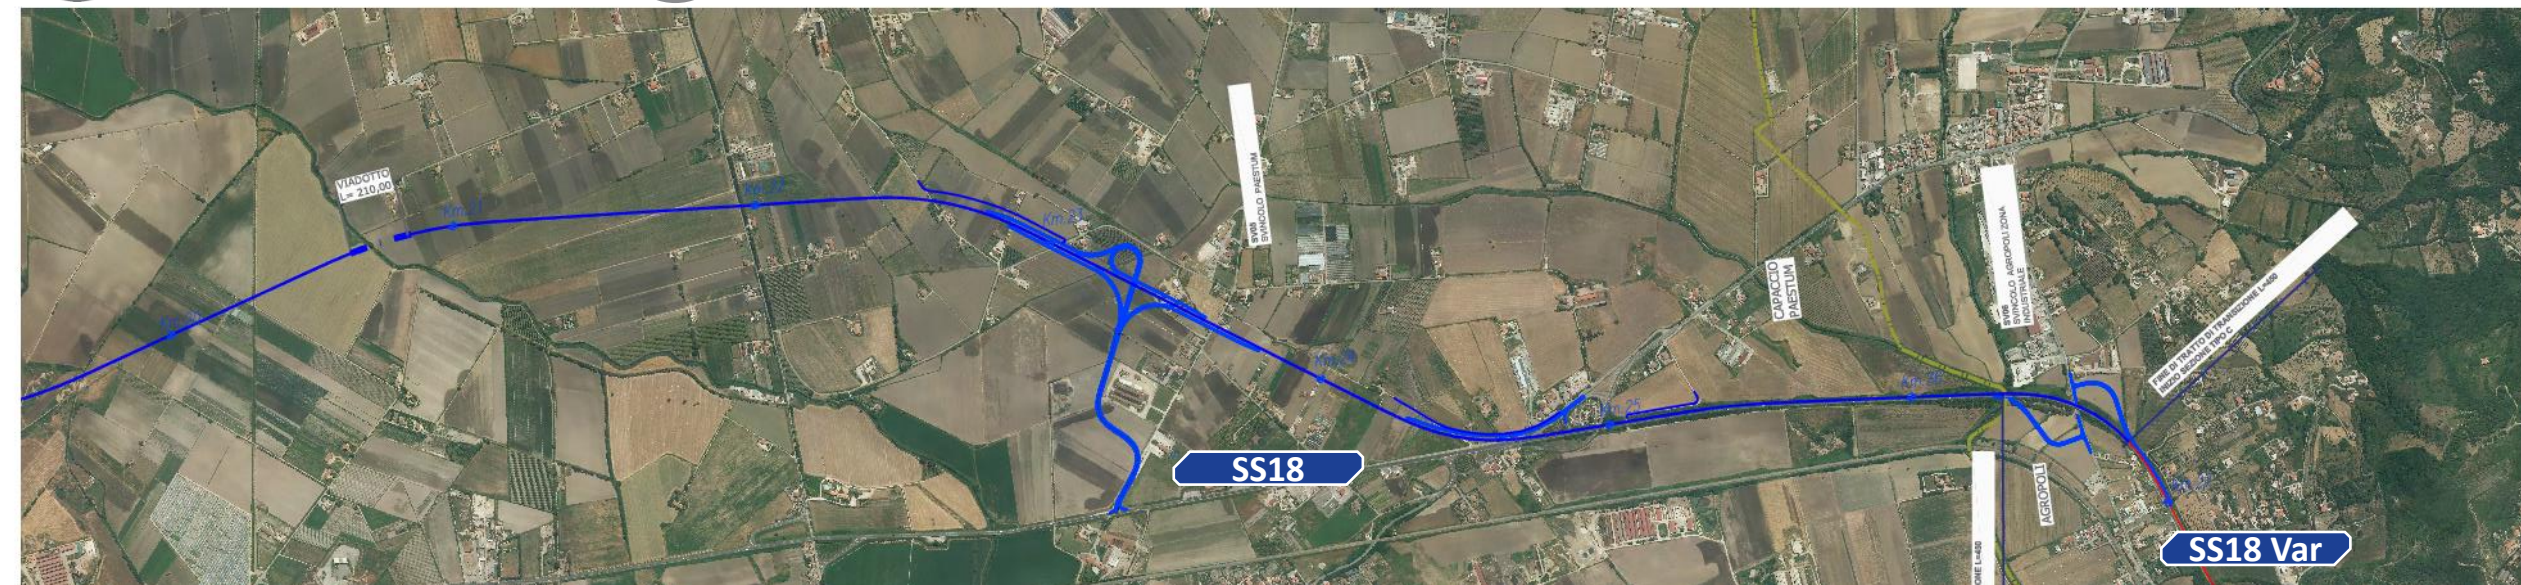 VIADOTTO
L= 210,00
Km.21
Km.22
Km.23
SV05
SVINCOLO PAESTUM
Km.24
Km.25
CAPACCIO
PAESTUM
Km.26
SV06
SVINCOLO AGROPOLI ZONA
INDUSTRIALE
FINE DI TRATTO DI TRANSIZIONE L=450
INIZIO SEZIONE TIPO C
AGROPOLI
SS18
SS18 Var